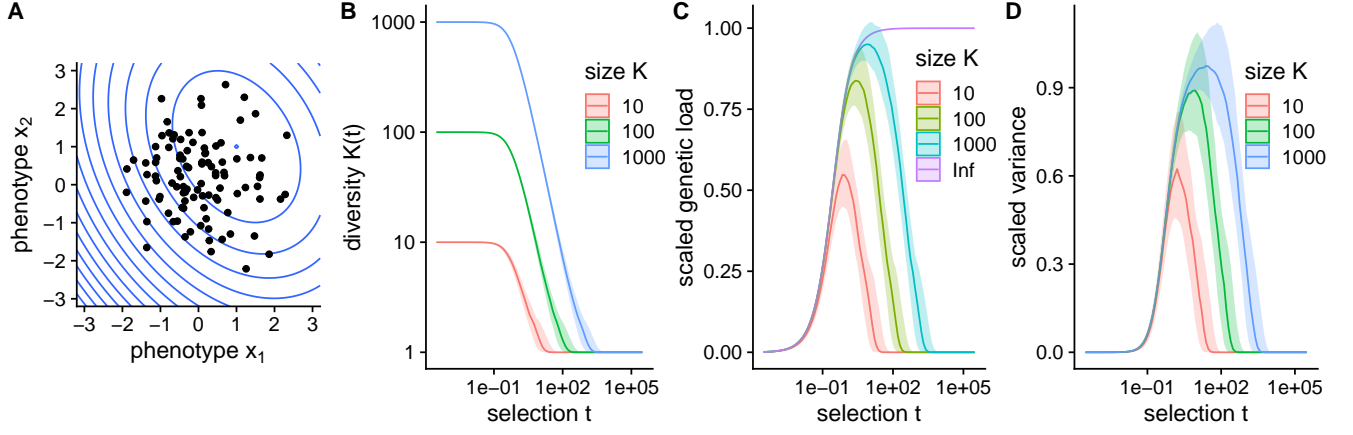 A
phenotype x2
3
2
1
0
−1
−2
−3
−3 −2 −1 0 1 2 3
phenotype x1
B
diversity K(t)
1000
100
10
1
1e−01 1e+02 1e+05
selection t
size K
10
100
1000
C
scaled genetic load
1.00
0.75
0.50
0.25
0.00
1e−01 1e+02 1e+05
selection t
size K
10
100
1000
Inf
D
scaled variance
0.9
0.6
0.3
0.0
1e−01 1e+02 1e+05
selection t
size K
10
100
1000